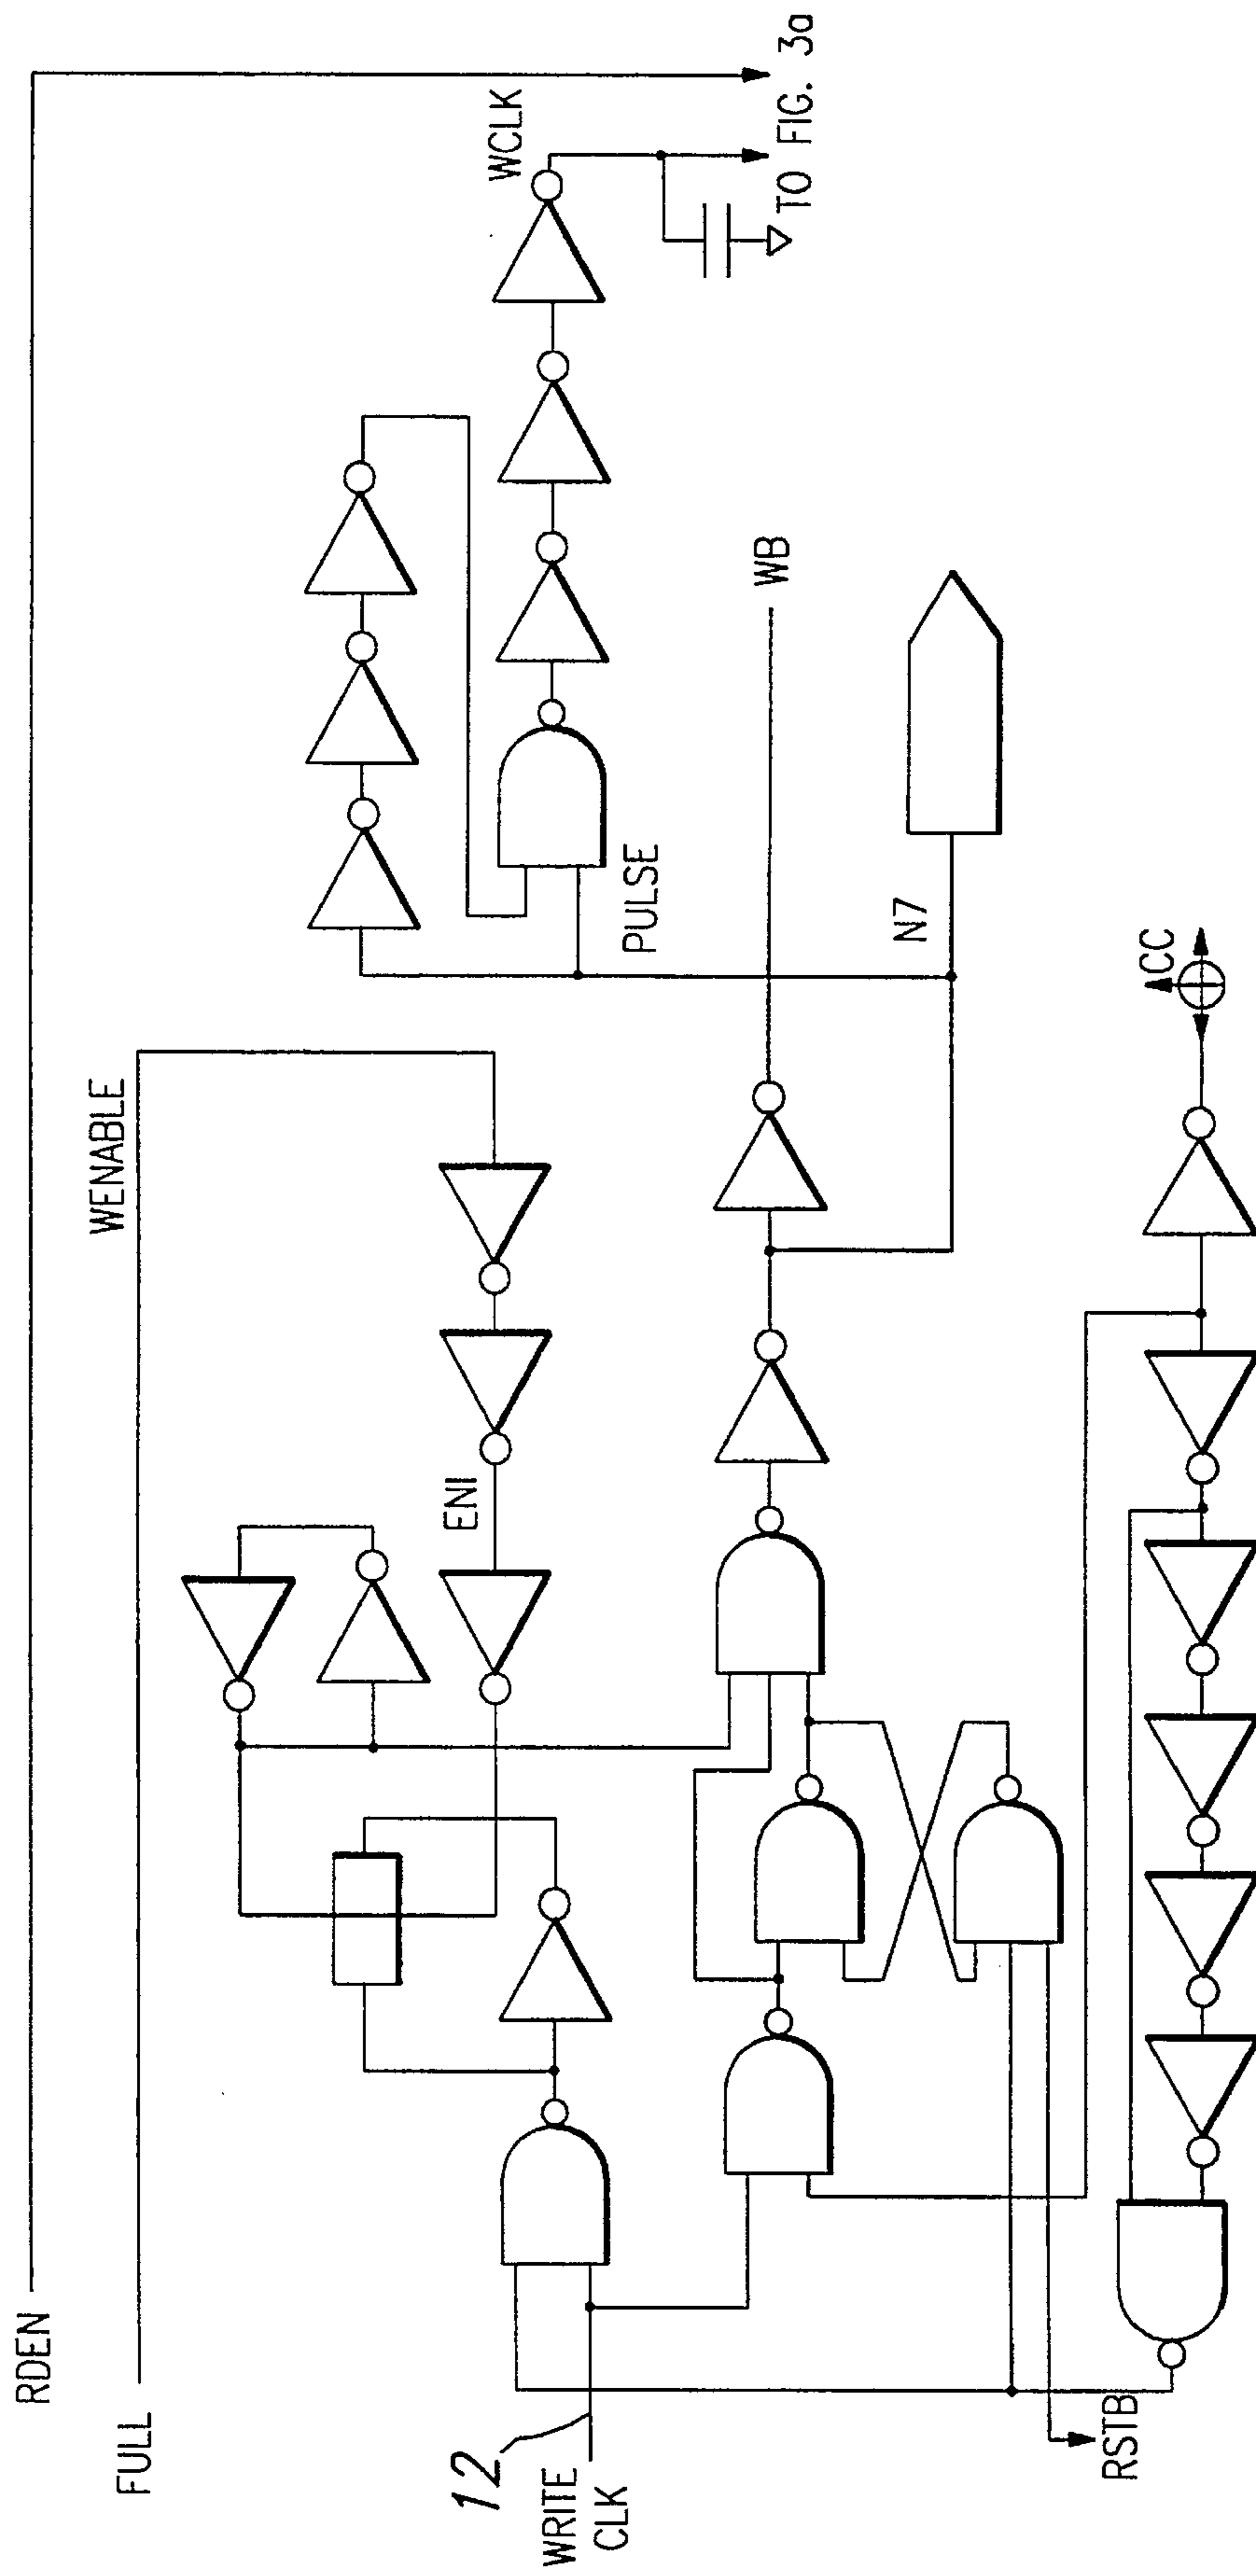 RDEN
FULL
WENABLE
12
WRITE
CLK
ENI
WCLK
TO FIG. 3a
PULSE
WB
N7
CC
RSTB